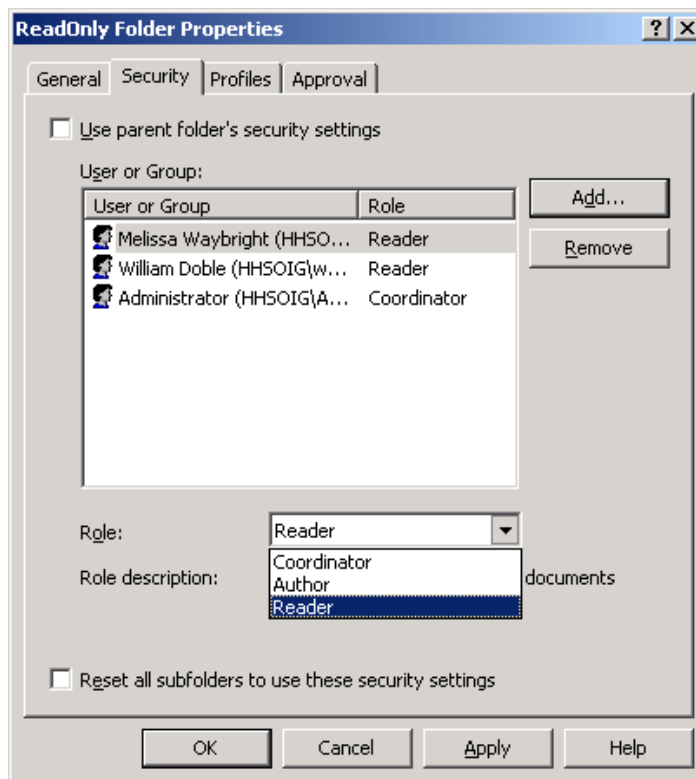 ReadOnly Folder Properties
General Security Profiles Approval
Use parent folder's security settings
User or Group:
User or Group Role
Add...
Melissa Waybright (HHSO... Reader
Remove
William Doble (HHSOIG\w... Reader
Administrator (HHSOIG\A... Coordinator
Role: Reader
Coordinator
Role description: Author documents
Reader
Reset all subfolders to use these security settings
OK Cancel Apply Help